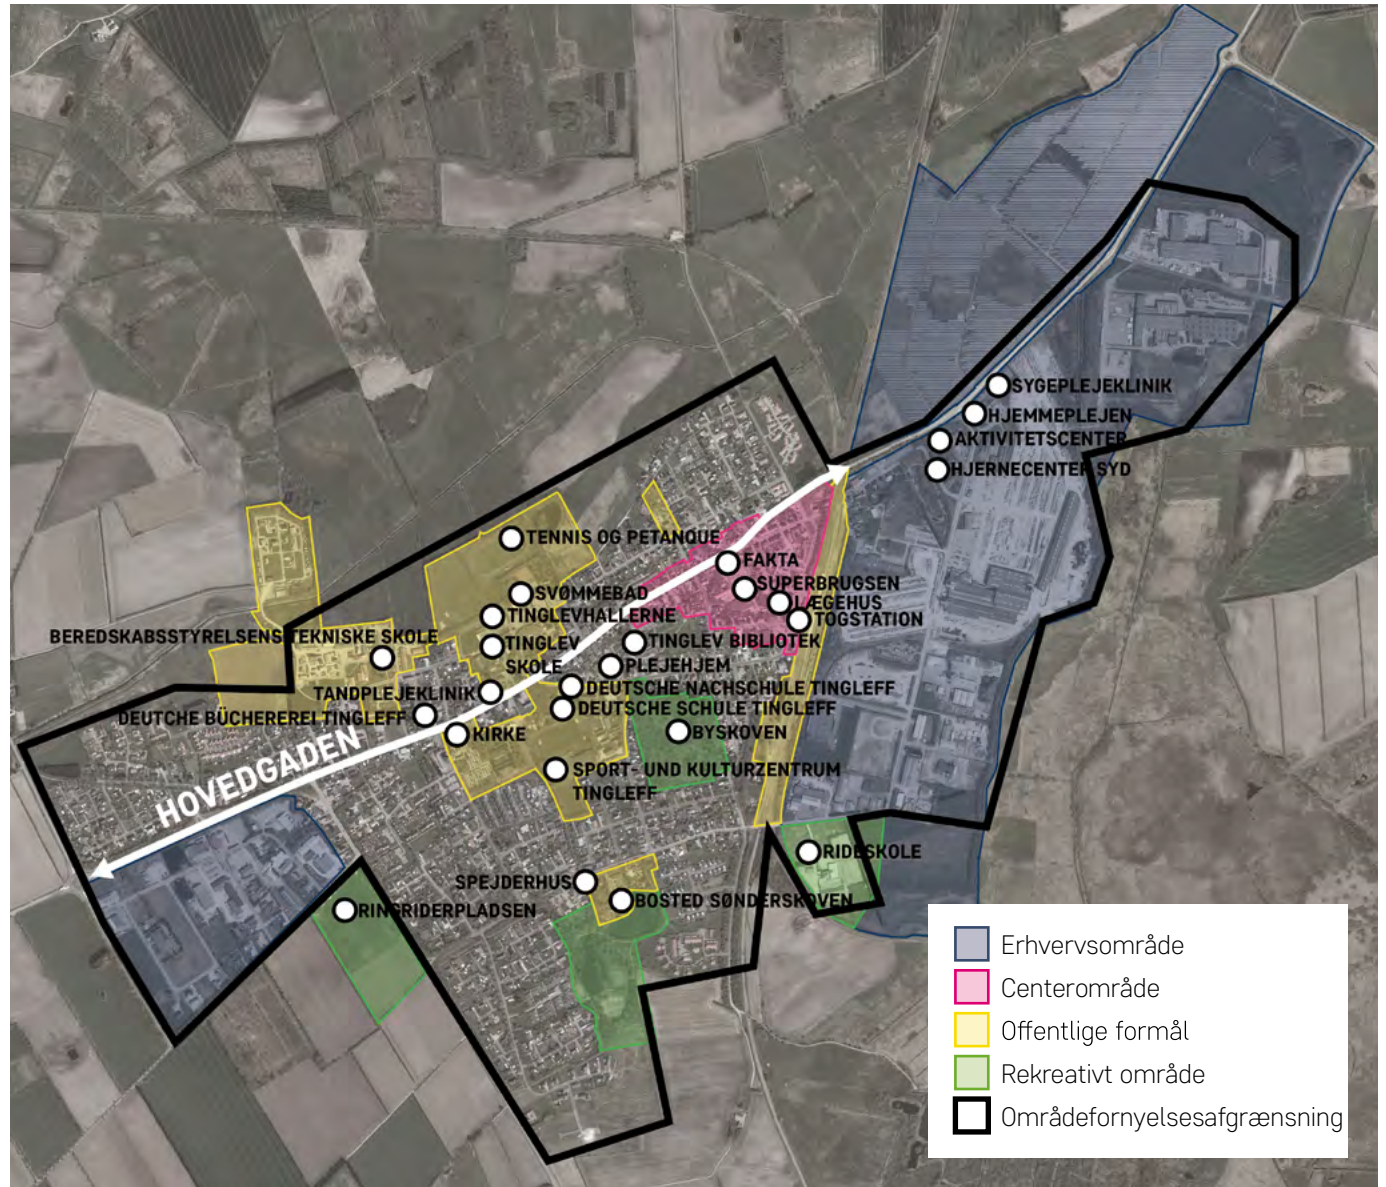 SYGEPLEJEKLINIK
HJEMMEPLEJEN
AKTIVITETSCENTER
HJERNECENTER SYD
TENNIS OG PETANQUE
FAKTA
SUPERBRUGSEN
SVØMMEBAD
LÆGEHUS
TINGLEVHALLERNE
TOGSTATION
BEREDSKABSSTYRELSENS TEKNISKE SKOLE
TINGLEV
SKOLE
TINGLEV BIBLIOTEK
PLEJEHJEM
TANDPLEJEKLINIK
DEUTSCHE NACHSCHULE TINGLEFF
DEUTSCHE SCHULE TINGLEFF
DEUTCHE BÜCHEREREI TINGLEFF
KIRKE
BYSKOVEN
HOVEDGADEN
SPORT- UND KULTURZENTRUM
TINGLEFF
RIDESKOLE
SPEJDERHUS
BOSTED SØNDERSKOVEN
RINGRIDERPLADSEN
Erhvervsområde
Centerområde
Offentlige formål
Rekreativt område
Områdefornyelsesafgrænsning